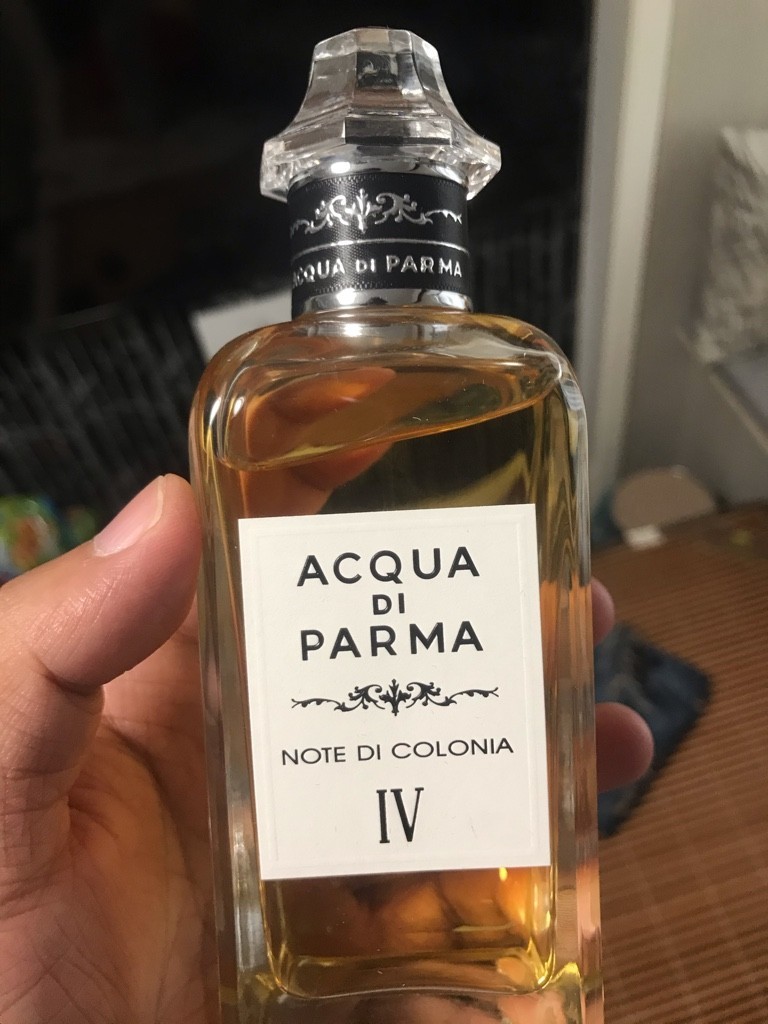 ACQUA DI PARMA
ACQUA
DI
PARMA
NOTE DI COLONIA
IV